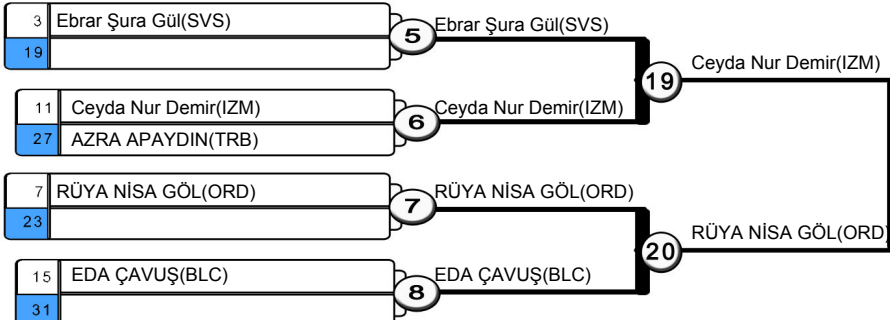 3 Ebrar Şura Gül(SVS)
19
5 Ebrar Şura Gül(SVS)
11 Ceyda Nur Demir(IZM)
27 AZRA APAYDIN(TRB)
6 Ceyda Nur Demir(IZM)
19 Ceyda Nur Demir(IZM)
7 RÜYA NİSA GÖL(ORD)
23
7 RÜYA NİSA GÖL(ORD)
15 EDA ÇAVUŞ(BLC)
31
8 EDA ÇAVUŞ(BLC)
20 RÜYA NİSA GÖL(ORD)